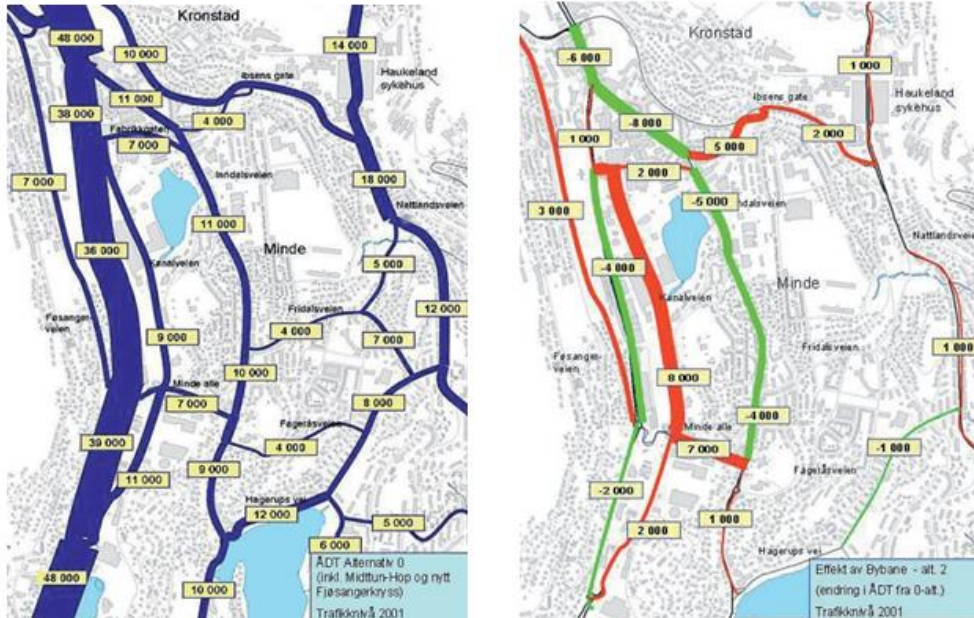 Kronstad
48 000
10 000
14 000
Ibsens gate
Haukeland
sykehus
11 000
38 000
4 000
Fabrikkgaten
7 000
7 000
18 000
Landalsveien
11 000
Nattlandsveien
36 000
Minde
Kanalveien
5 000
Fridalsveien
12 000
Føsanger-
veien
4 000
9 000
7 000
10 000
Minde alle
7 000
8 000
Fageråsveien
39 000
4 000
9 000
11 000
Hagerups vei
12 000
5 000
6 000
48 000
10 000
ÅDT Alternativ 0
(inkl. Midttun-Hop og nytt
Fjøsangerkryss)
Trafikknivå 2001
Kronstad
-6 000
1 000
Haukeland
sykehus
Ibsens gate
-8 000
1 000
5 000
2 000
2 000
-5 000
ndalsveien
3 000
Nattlandsveie
-4 000
Minde
Kanalveien
Føsanger-
veien
Fridalsveien
1 000
8 000
-4 000
Minde alle
7 000
-1 000
Fageråsveien
-2 000
1 000
2 000
Hagerups vei
Effekt av Bybane - alt. 2
(endring i ÅDT fra 0-alt.)
Trafikknivå 2001